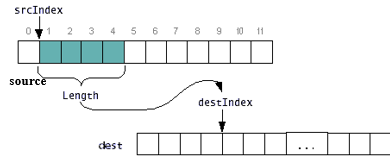 srcIndex
0 1 2 3 4 5 6 7 8 9 10 11
source
Length
destIndex
dest
...